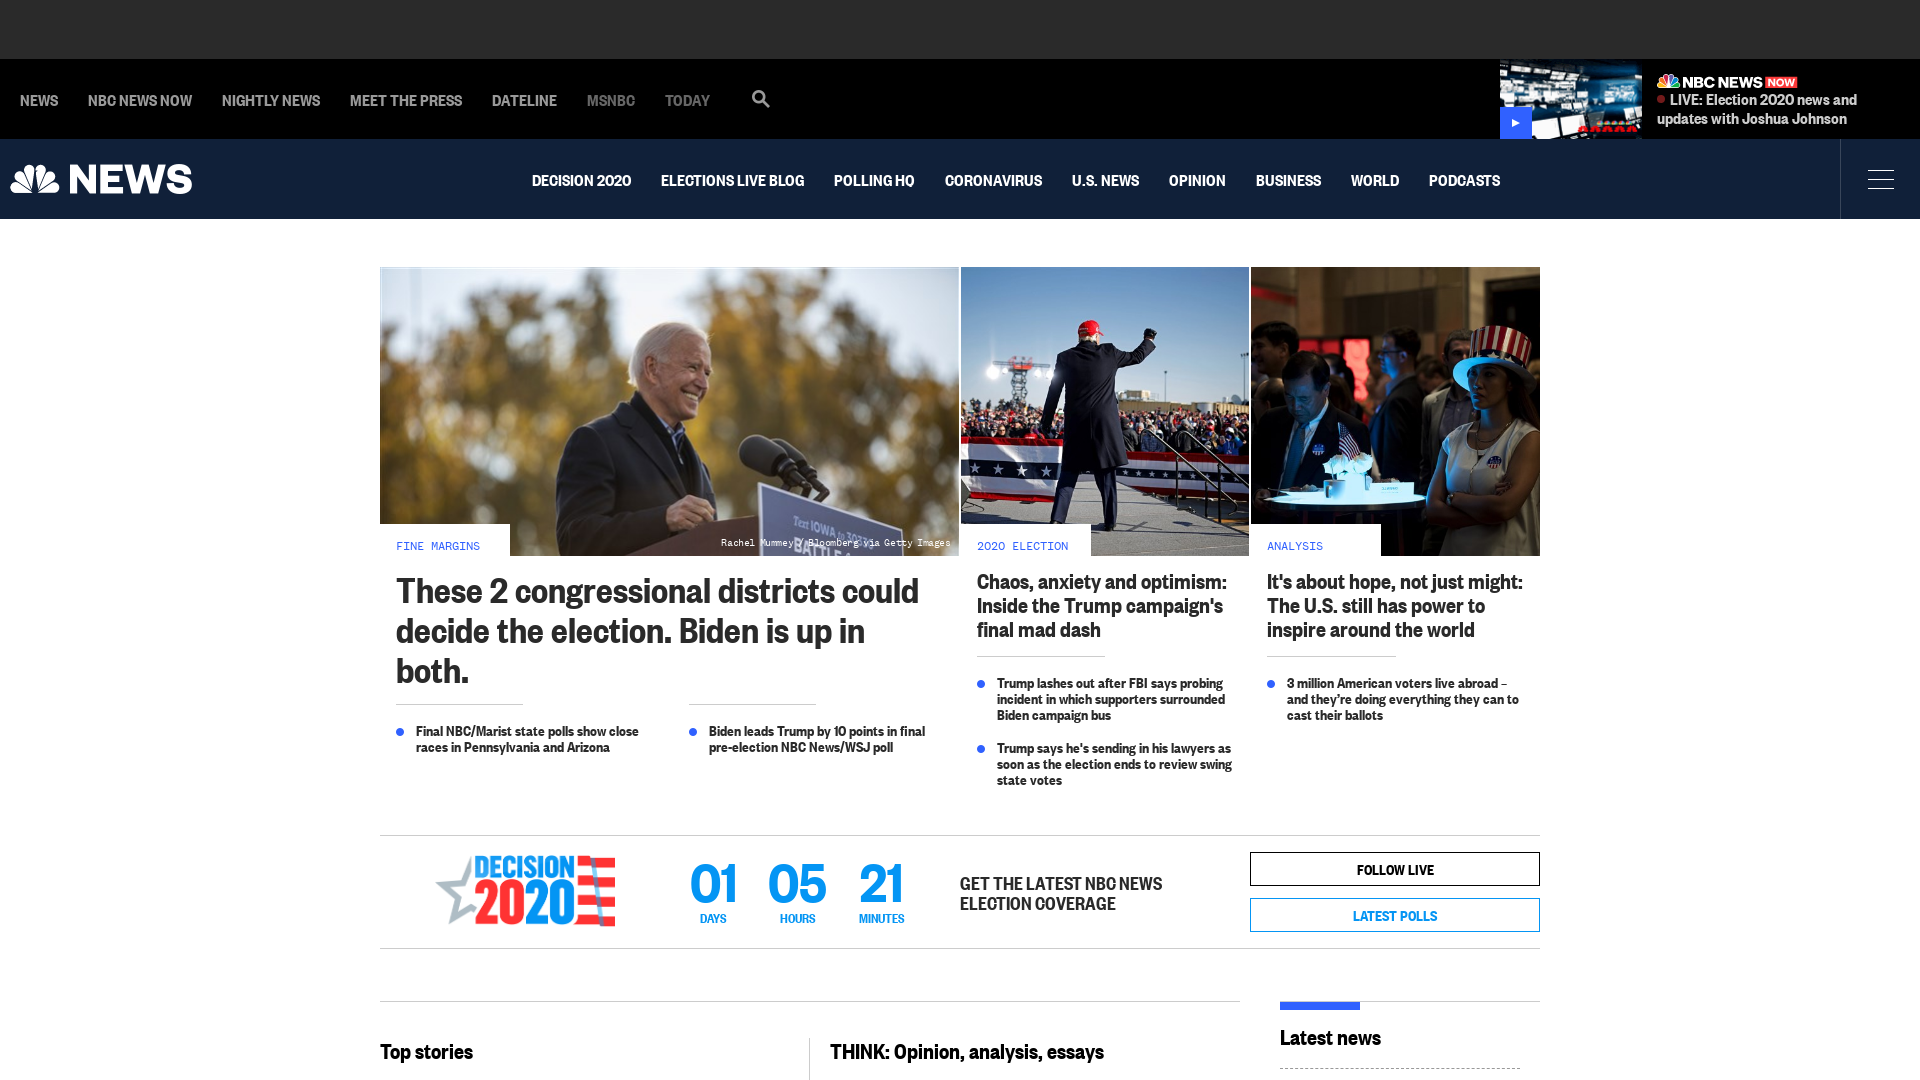 NEWS NBC NEWS NOW NIGHTLY NEWS MEET THE PRESS DATELINE MSNBC TODAY
NBC NEWS NOW
LIVE: Election 2020 news and
updates with Joshua Johnson
NEWS
DECISION 2020 ELECTIONS LIVE BLOG POLLING HQ CORONAVIRUS U.S. NEWS OPINION BUSINESS WORLD PODCASTS
Text IOWA to 30330
Rachel Mummey / Bloomberg via Getty Images
FINE MARGINS
These 2 congressional districts could
decide the election. Biden is up in
both.
Final NBC/Marist state polls show close
races in Pennsylvania and Arizona
Biden leads Trump by 10 points in final
pre-election NBC News/WSJ poll
2020 ELECTION
Chaos, anxiety and optimism:
Inside the Trump campaign's
final mad dash
Trump lashes out after FBI says probing
incident in which supporters surrounded
Biden campaign bus
Trump says he's sending in his lawyers as
soon as the election ends to review swing
state votes
ANALYSIS
It's about hope, not just might:
The U.S. still has power to
inspire around the world
3 million American voters live abroad –
and they’re doing everything they can to
cast their ballots
DECISION
2020
01 05 21
DAYS HOURS MINUTES
GET THE LATEST NBC NEWS
ELECTION COVERAGE
FOLLOW LIVE
LATEST POLLS
Top stories
THINK: Opinion, analysis, essays
Latest news